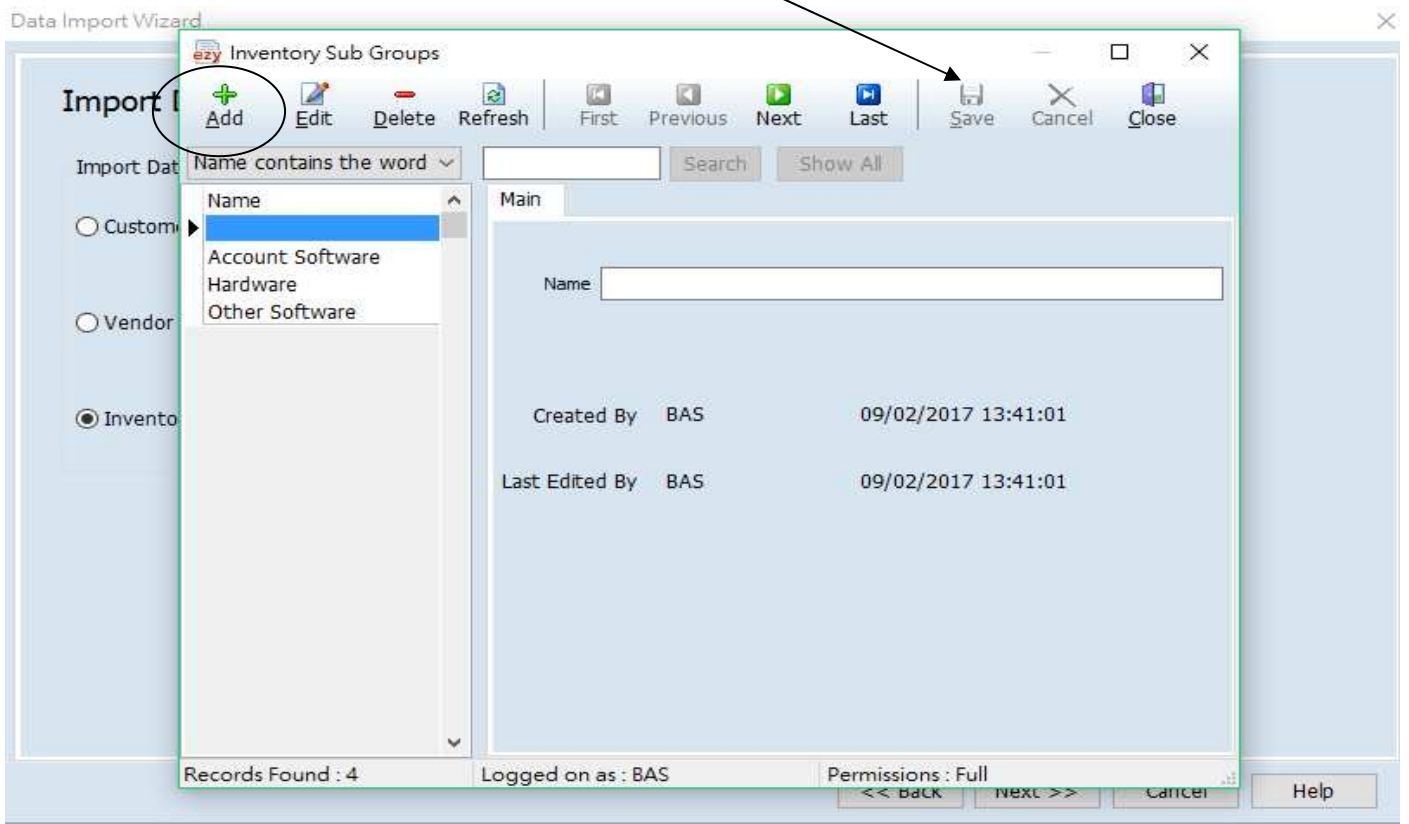 Data Import Wizard
ezy Inventory Sub Groups
Import
Add Edit Delete Refresh First Previous Next Last Save Cancel Close
Import Dat
Name contains the word Search Show All
Name
Main
Custom
Account Software
Hardware
Other Software
Name
Vendor
Invento
Created By BAS 09/02/2017 13:41:01
Last Edited By BAS 09/02/2017 13:41:01
Records Found : 4 Logged on as : BAS Permissions : Full
<< Back Next >> Cancel Help